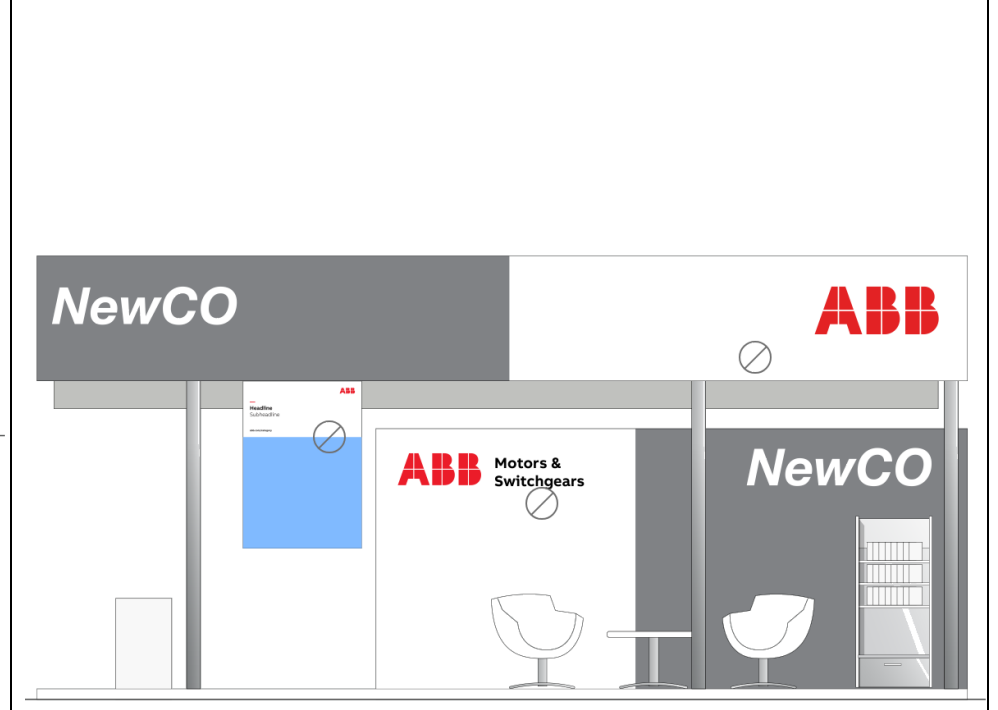 NewCO
ABB
ABB
Headline
Subheadline
ABB
Motors &
Switchgears
NewCO